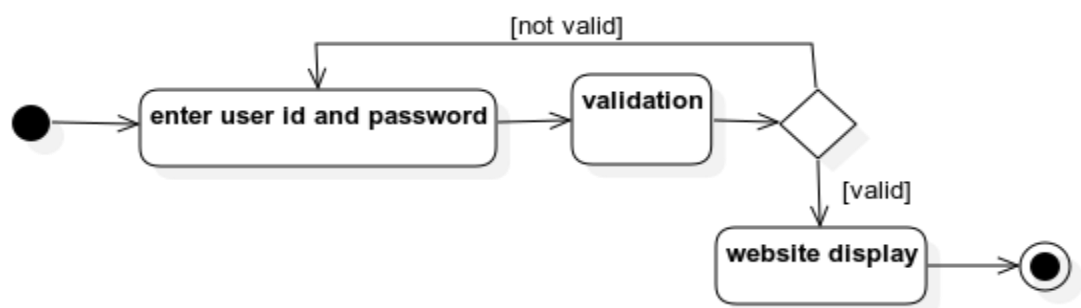 [not valid]
enter user id and password
validation
[valid]
website display